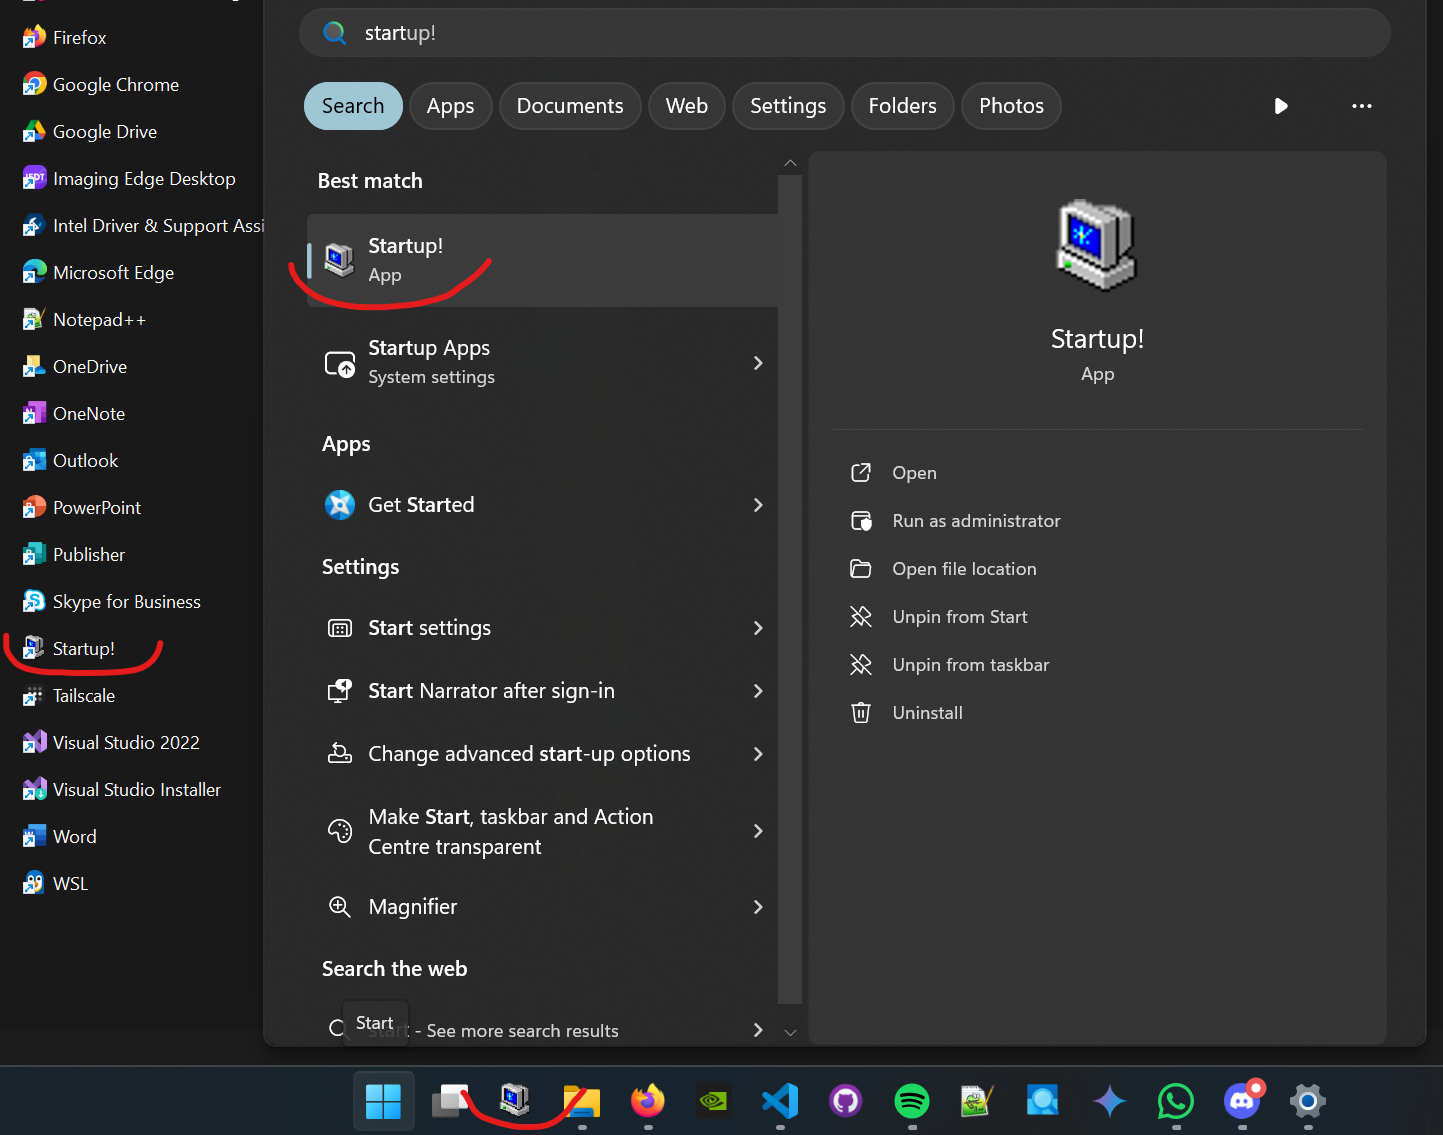 Firefox
Google Chrome
Google Drive
Imaging Edge Desktop
Intel Driver & Support Assi
Microsoft Edge
Notepad++
OneDrive
OneNote
Outlook
PowerPoint
Publisher
Skype for Business
Startup!
Tailscale
Visual Studio 2022
Visual Studio Installer
Word
WSL
startup!
Search Apps Documents Web Settings Folders Photos
Best match
Startup!
App
Startup Apps
System settings
Apps
Get Started
Settings
Start settings
Start Narrator after sign-in
Change advanced start-up options
Make Start, taskbar and Action
Centre transparent
Magnifier
Search the web
start - See more search results
Start
Startup!
App
Open
Run as administrator
Open file location
Unpin from Start
Unpin from taskbar
Uninstall